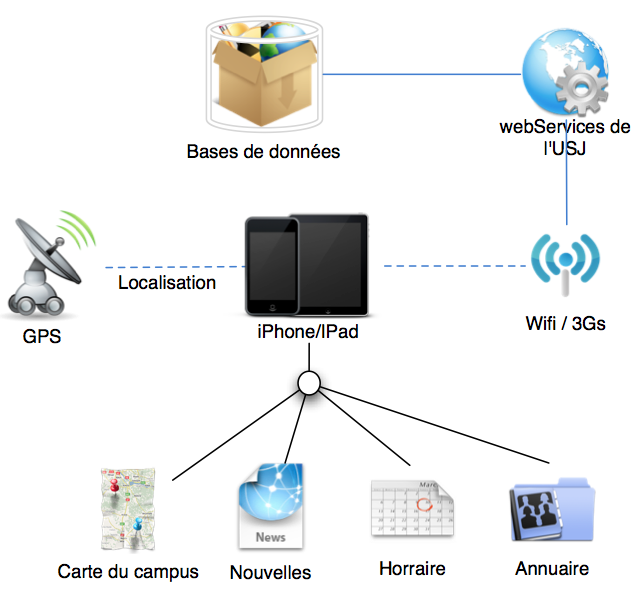 Bases de données
webServices de
l'USJ
Localisation
GPS
iPhone/IPad
Wifi / 3Gs
News
Mars
Carte du campus
Nouvelles
Horraire
Annuaire